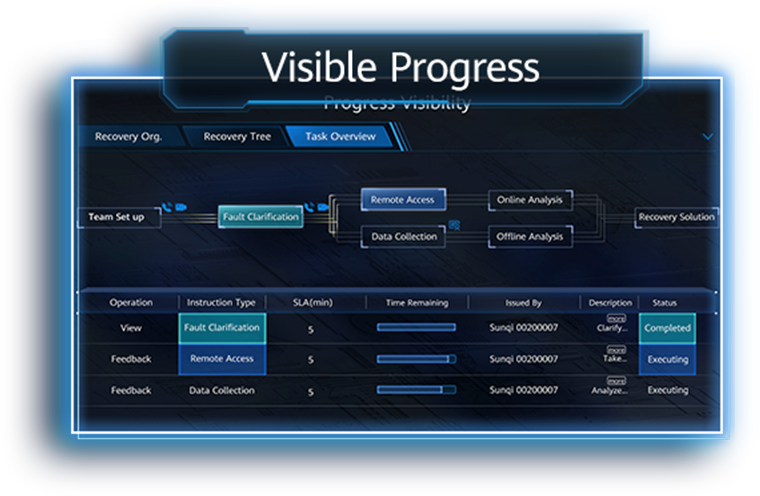 Visible Progress
Progress Visibility
Recovery Org. Recovery Tree Task Overview
Remote Access Online Analysis
Team Set up Fault Clarification Recovery Solution
Data Collection Offline Analysis
Operation Instruction Type SLA(min) Time Remaining Issued By Description Status
View Fault Clarification 5 Sunqi 00200007 more Clarify... Completed
Feedback Remote Access 5 Sunqi 00200007 more Take... Executing
Feedback Data Collection 5 Sunqi 00200007 more Analyze... Executing